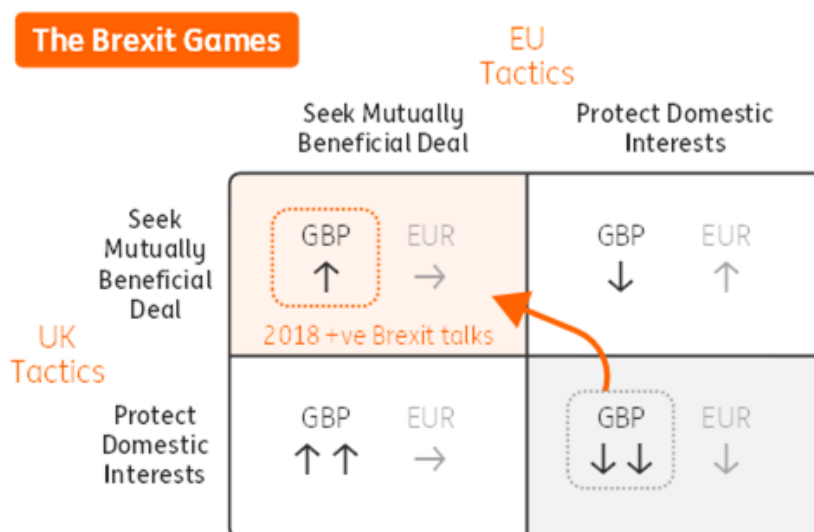 The Brexit Games
EU
Tactics
Seek Mutually
Beneficial Deal
Protect Domestic
Interests
Seek
Mutually
Beneficial
Deal
GBP
EUR
GBP
EUR
↑
→
↓
↑
2018 +ve Brexit talks
UK
Tactics
Protect
Domestic
Interests
GBP
EUR
GBP
EUR
↑↑
→
↓↓
↓